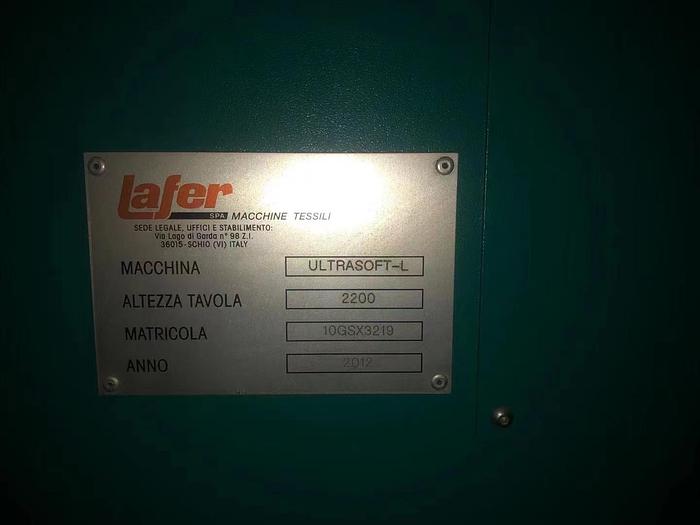 Lafer
SPA MACCHINE TESSILI
SEDE LEGALE, UFFICI E STABILIMENTO:
Via Lago di Garda n° 98 Z.I.
36015-SCHIO (VI) ITALY
MACCHINA ULTRASOFT-L
ALTEZZA TAVOLA 2200
MATRICOLA 10GSX3219
ANNO 2012